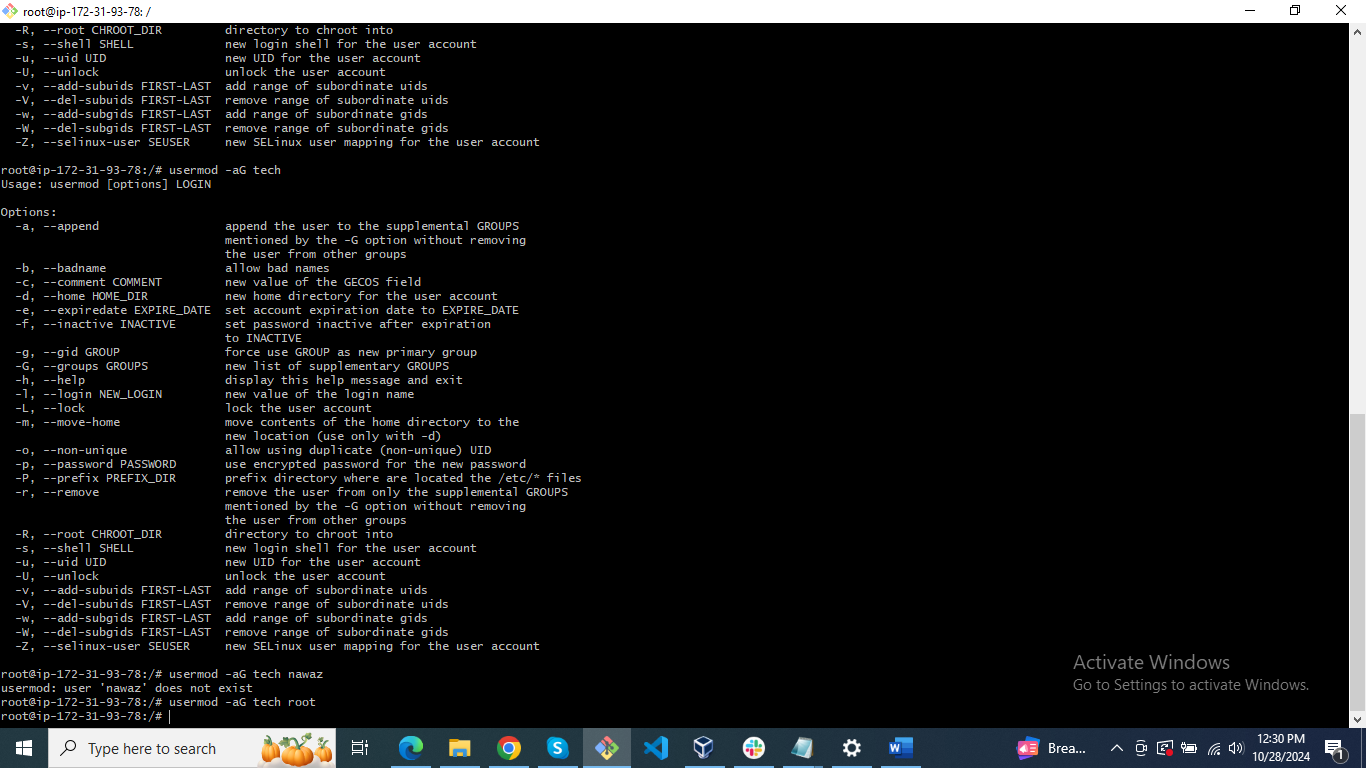 root@ip-172-31-93-78: /
  -R, --root CHROOT_DIR         directory to chroot into
  -s, --shell SHELL             new login shell for the user account
  -u, --uid UID                 new UID for the user account
  -U, --unlock                  unlock the user account
  -v, --add-subuids FIRST-LAST  add range of subordinate uids
  -V, --del-subuids FIRST-LAST  remove range of subordinate uids
  -w, --add-subgids FIRST-LAST  add range of subordinate gids
  -W, --del-subgids FIRST-LAST  remove range of subordinate gids
  -Z, --selinux-user SEUSER     new SELinux user mapping for the user account
root@ip-172-31-93-78:/# usermod -aG tech
Usage: usermod [options] LOGIN
Options:
  -a, --append                  append the user to the supplemental GROUPS
                                mentioned by the -G option without removing
                                the user from other groups
  -b, --badname                 allow bad names
  -c, --comment COMMENT         new value of the GECOS field
  -d, --home HOME_DIR           new home directory for the user account
  -e, --expiredate EXPIRE_DATE  set account expiration date to EXPIRE_DATE
  -f, --inactive INACTIVE       set password inactive after expiration
                                to INACTIVE
  -g, --gid GROUP               force use GROUP as new primary group
  -G, --groups GROUPS           new list of supplementary GROUPS
  -h, --help                    display this help message and exit
  -l, --login NEW_LOGIN         new value of the login name
  -L, --lock                    lock the user account
  -m, --move-home               move contents of the home directory to the
                                new location (use only with -d)
  -o, --non-unique              allow using duplicate (non-unique) UID
  -p, --password PASSWORD       use encrypted password for the new password
  -P, --prefix PREFIX_DIR       prefix directory where are located the /etc/* files
  -r, --remove                  remove the user from only the supplemental GROUPS
                                mentioned by the -G option without removing
                                the user from other groups
  -R, --root CHROOT_DIR         directory to chroot into
  -s, --shell SHELL             new login shell for the user account
  -u, --uid UID                 new UID for the user account
  -U, --unlock                  unlock the user account
  -v, --add-subuids FIRST-LAST  add range of subordinate uids
  -V, --del-subuids FIRST-LAST  remove range of subordinate uids
  -w, --add-subgids FIRST-LAST  add range of subordinate gids
  -W, --del-subgids FIRST-LAST  remove range of subordinate gids
  -Z, --selinux-user SEUSER     new SELinux user mapping for the user account
root@ip-172-31-93-78:/# usermod -aG tech nawaz
usermod: user 'nawaz' does not exist
root@ip-172-31-93-78:/# usermod -aG tech root
root@ip-172-31-93-78:/#
Activate Windows
Go to Settings to activate Windows.
Type here to search
Brea...
12:30 PM
10/28/2024
1